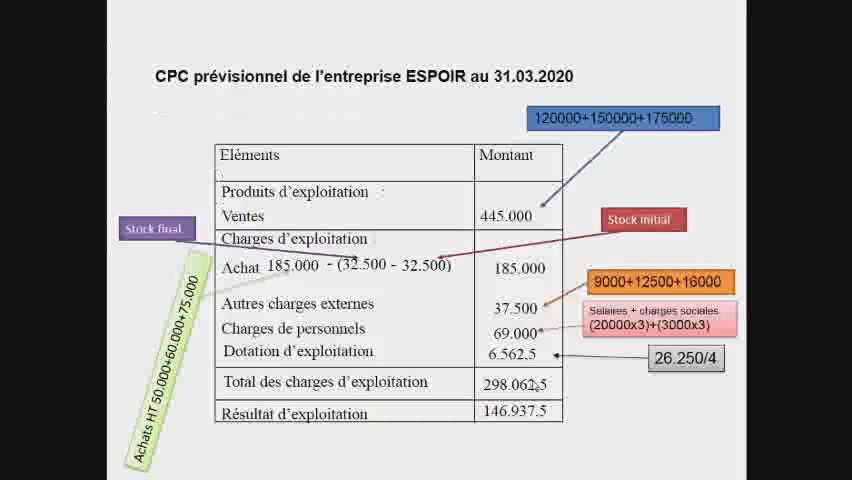 CPC prévisionnel de l'entreprise ESPOIR au 31.03.2020
120000+150000+175000
Eléments Montant
Produits d'exploitation :
Ventes 445.000
Stock final
Stock initial
Charges d'exploitation
Achat 185.000 - (32.500 - 32.500) 185.000
9000+12500+16000
Autres charges externes 37.500
Salaires + charges sociales
(20000x3)+(3000x3)
Charges de personnels 69.000
Dotation d'exploitation 6.562,5
26.250/4
Total des charges d'exploitation 298.062,5
Résultat d'exploitation 146.937.5
Achats HT 50.000+60.000+75.000